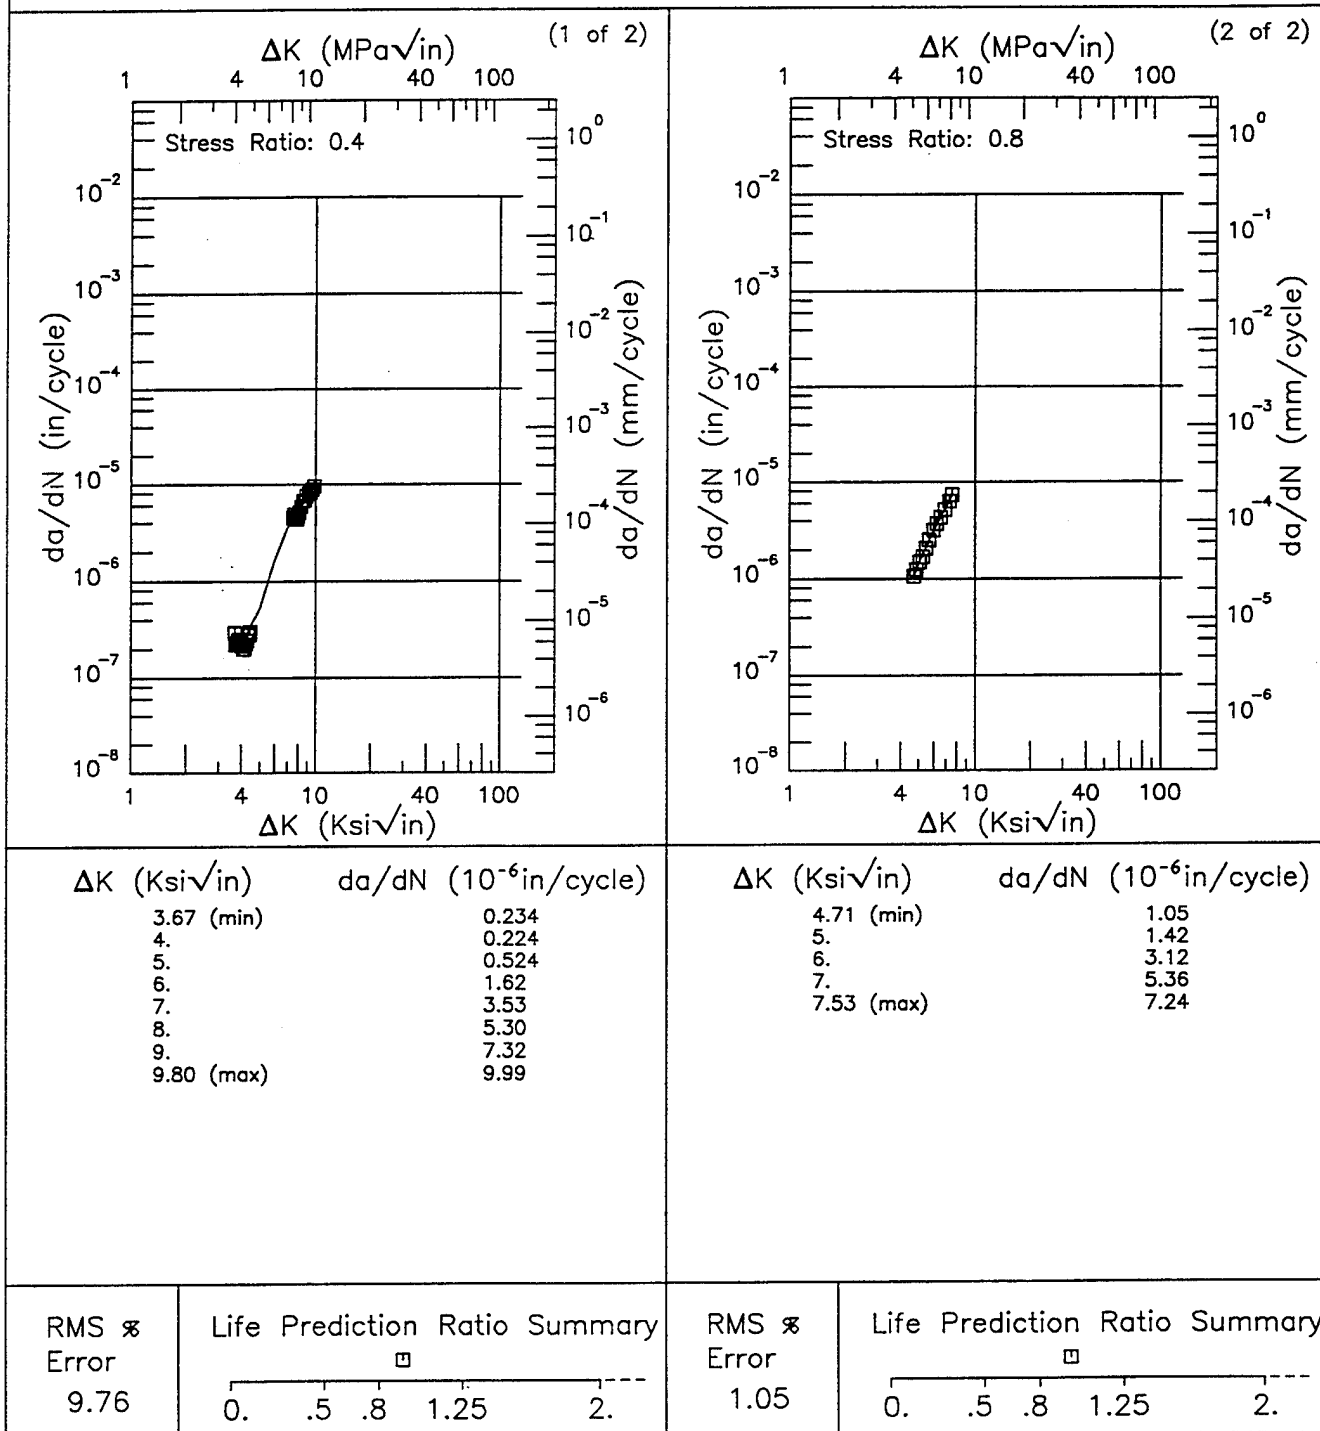 (1 of 2)
ΔK (MPa√in)
1 4 10 40 100
Stress Ratio: 0.4
10⁰
10⁻²
10⁻¹
10⁻³
10⁻²
10⁻⁴
10⁻³
10⁻⁵
10⁻⁴
10⁻⁶
10⁻⁵
10⁻⁷
10⁻⁶
10⁻⁸
da/dN (in/cycle)
da/dN (mm/cycle)
1 4 10 40 100
ΔK (Ksi√in)
ΔK (Ksi√in) da/dN (10⁻⁶in/cycle)
3.67 (min) 0.234
4. 0.224
5. 0.524
6. 1.62
7. 3.53
8. 5.30
9. 7.32
9.80 (max) 9.99
RMS %
Error
9.76
Life Prediction Ratio Summary
0. .5 .8 1.25 2.
(2 of 2)
ΔK (MPa√in)
1 4 10 40 100
Stress Ratio: 0.8
10⁰
10⁻²
10⁻¹
10⁻³
10⁻²
10⁻⁴
10⁻³
10⁻⁵
10⁻⁴
10⁻⁶
10⁻⁵
10⁻⁷
10⁻⁶
10⁻⁸
da/dN (in/cycle)
da/dN (mm/cycle)
1 4 10 40 100
ΔK (Ksi√in)
ΔK (Ksi√in) da/dN (10⁻⁶in/cycle)
4.71 (min) 1.05
5. 1.42
6. 3.12
7. 5.36
7.53 (max) 7.24
RMS %
Error
1.05
Life Prediction Ratio Summary
0. .5 .8 1.25 2.